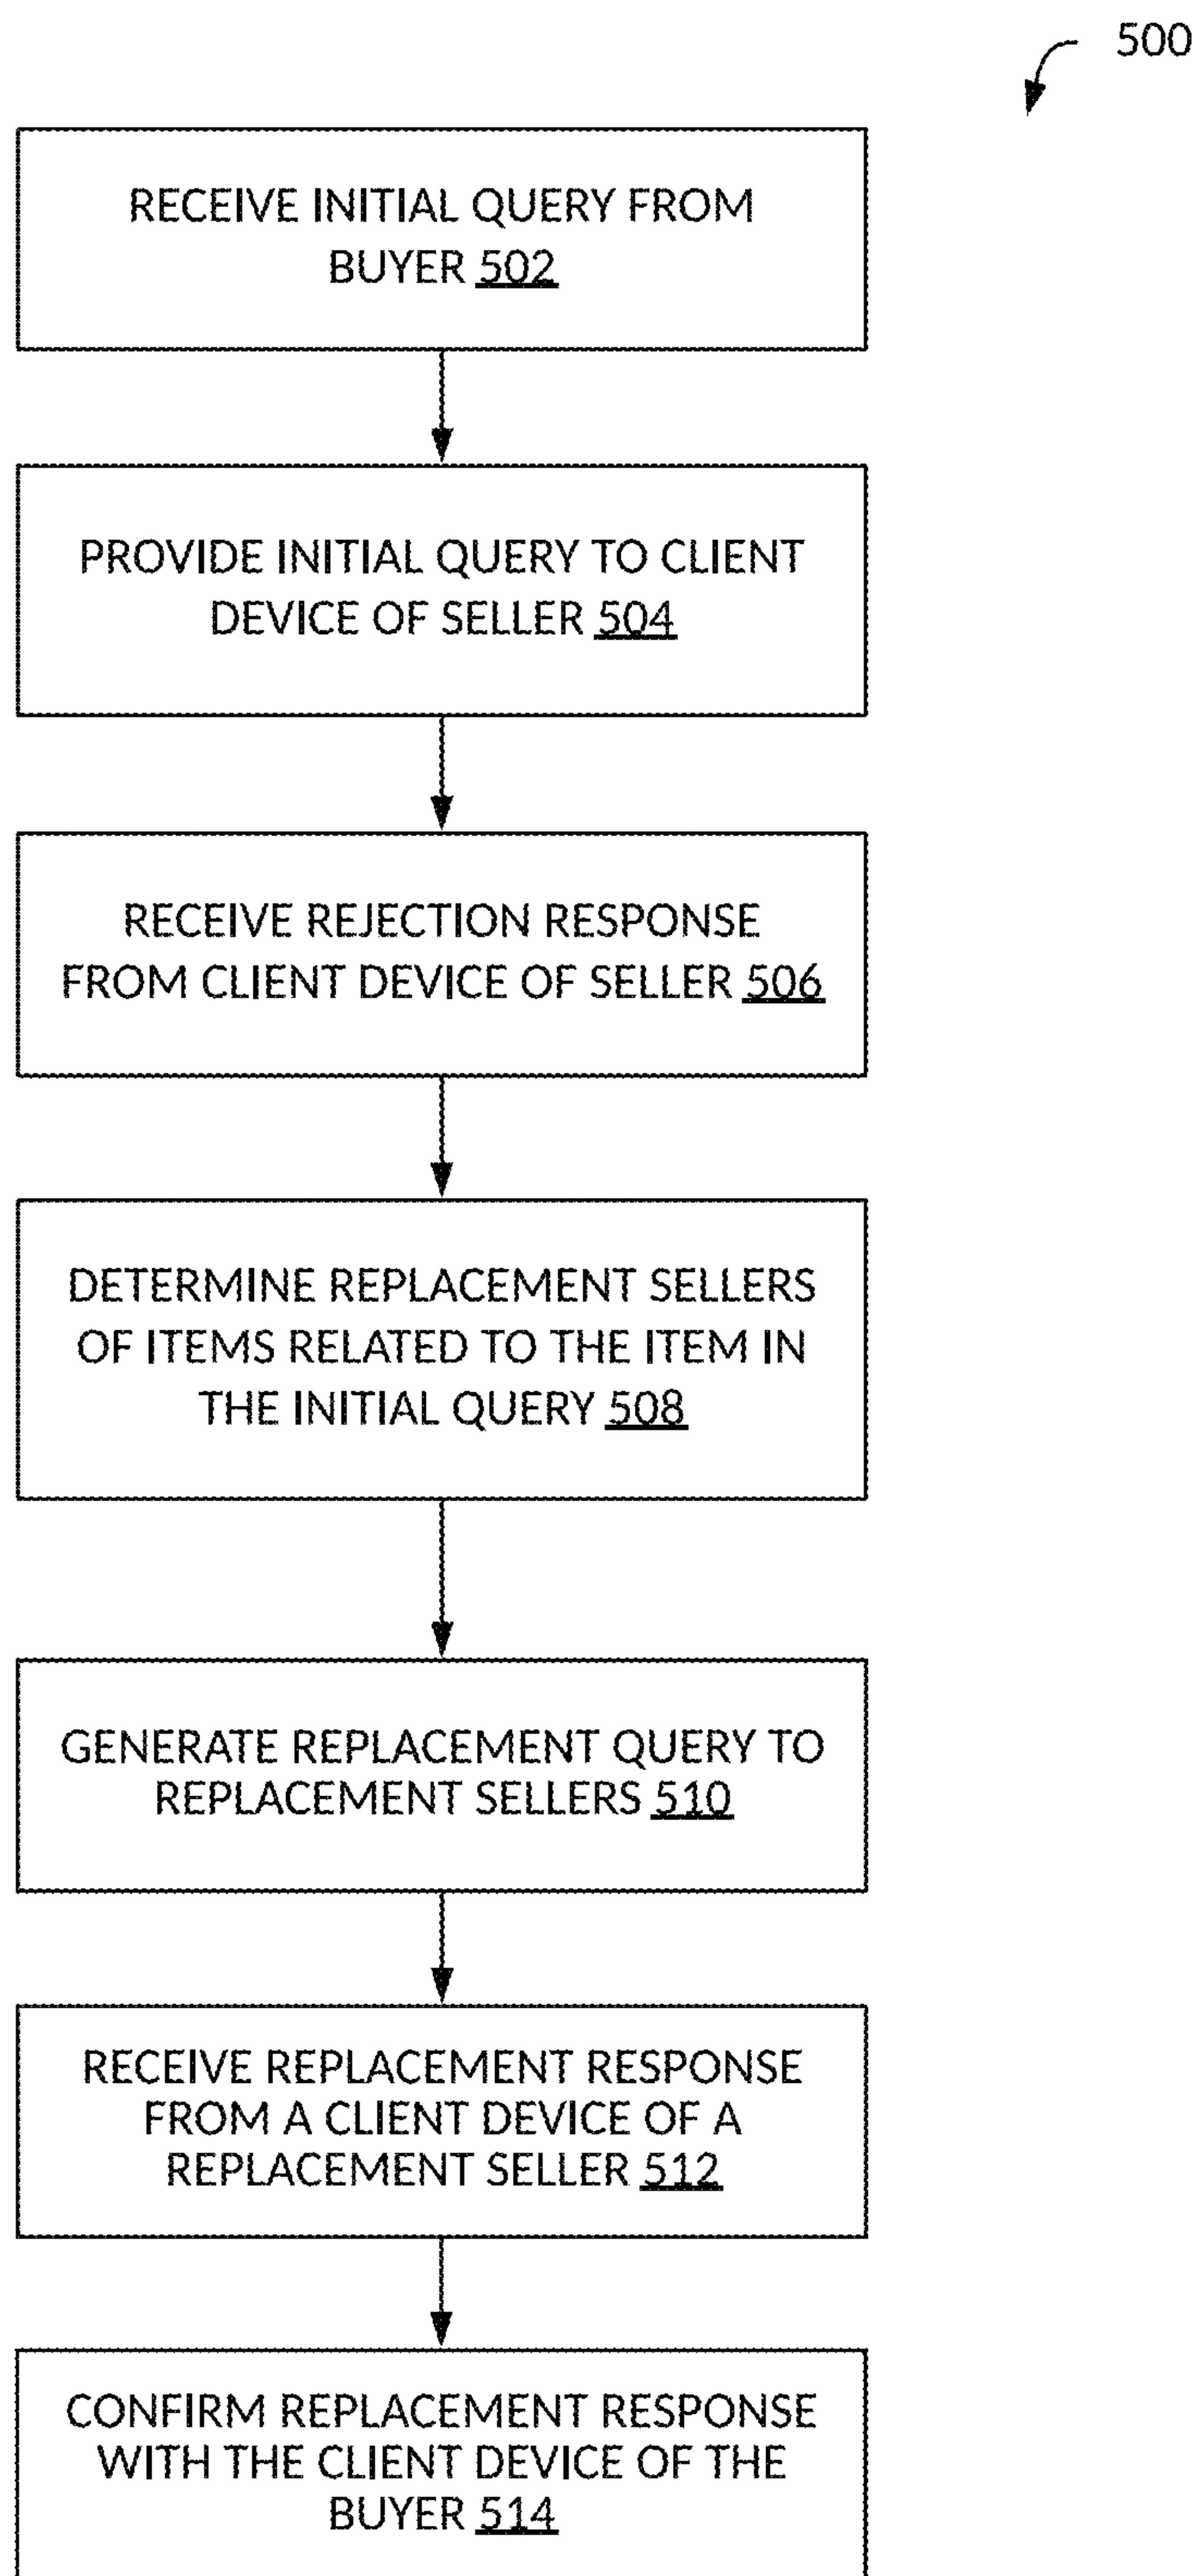 500
RECEIVE INITIAL QUERY FROM
BUYER 502
PROVIDE INITIAL QUERY TO CLIENT
DEVICE OF SELLER 504
RECEIVE REJECTION RESPONSE
FROM CLIENT DEVICE OF SELLER 506
DETERMINE REPLACEMENT SELLERS
OF ITEMS RELATED TO THE ITEM IN
THE INITIAL QUERY 508
GENERATE REPLACEMENT QUERY TO
REPLACEMENT SELLERS 510
RECEIVE REPLACEMENT RESPONSE
FROM A CLIENT DEVICE OF A
REPLACEMENT SELLER 512
CONFIRM REPLACEMENT RESPONSE
WITH THE CLIENT DEVICE OF THE
BUYER 514